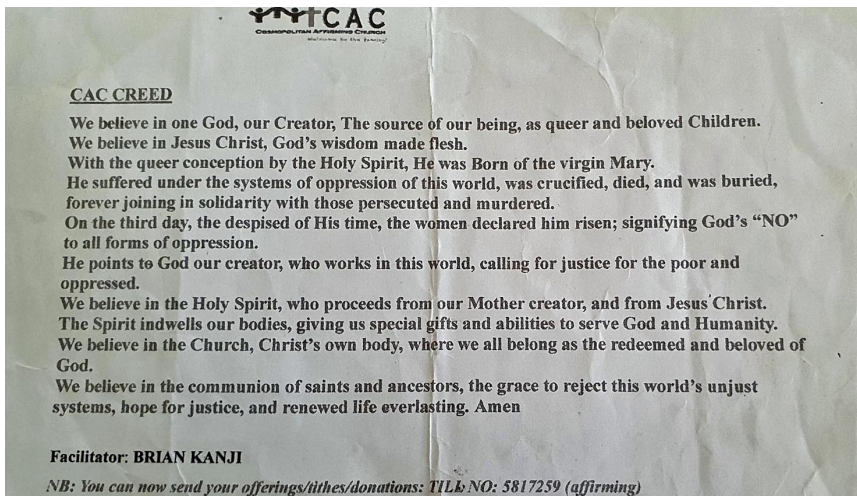 CAC
COSMOPOLITAN AFFIRMING CHURCH
Welcome to the family!
CAC CREED
We believe in one God, our Creator, The source of our being, as queer and beloved Children.
We believe in Jesus Christ, God's wisdom made flesh.
With the queer conception by the Holy Spirit, He was Born of the virgin Mary.
He suffered under the systems of oppression of this world, was crucified, died, and was buried,
forever joining in solidarity with those persecuted and murdered.
On the third day, the despised of His time, the women declared him risen; signifying God's “NO”
to all forms of oppression.
He points to God our creator, who works in this world, calling for justice for the poor and
oppressed.
We believe in the Holy Spirit, who proceeds from our Mother creator, and from Jesus Christ.
The Spirit indwells our bodies, giving us special gifts and abilities to serve God and Humanity.
We believe in the Church, Christ's own body, where we all belong as the redeemed and beloved of
God.
We believe in the communion of saints and ancestors, the grace to reject this world's unjust
systems, hope for justice, and renewed life everlasting. Amen
Facilitator: BRIAN KANJI
NB: You can now send your offerings/tithes/donations: TILL NO: 5817259 (affirming)